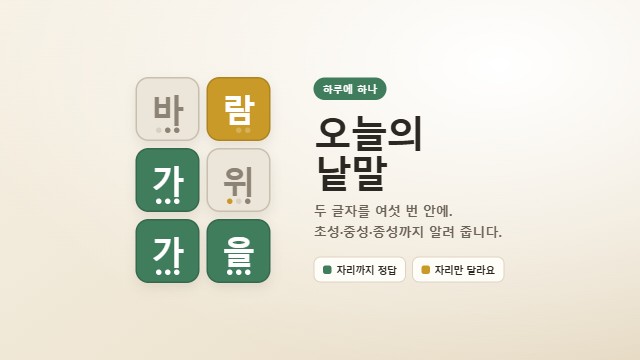 바 람
가 위
가 을
하루에 하나
오늘의
낱말
두 글자를 여섯 번 안에.
초성·중성·종성까지 알려 줍니다.
자리까지 정답 자리만 달라요